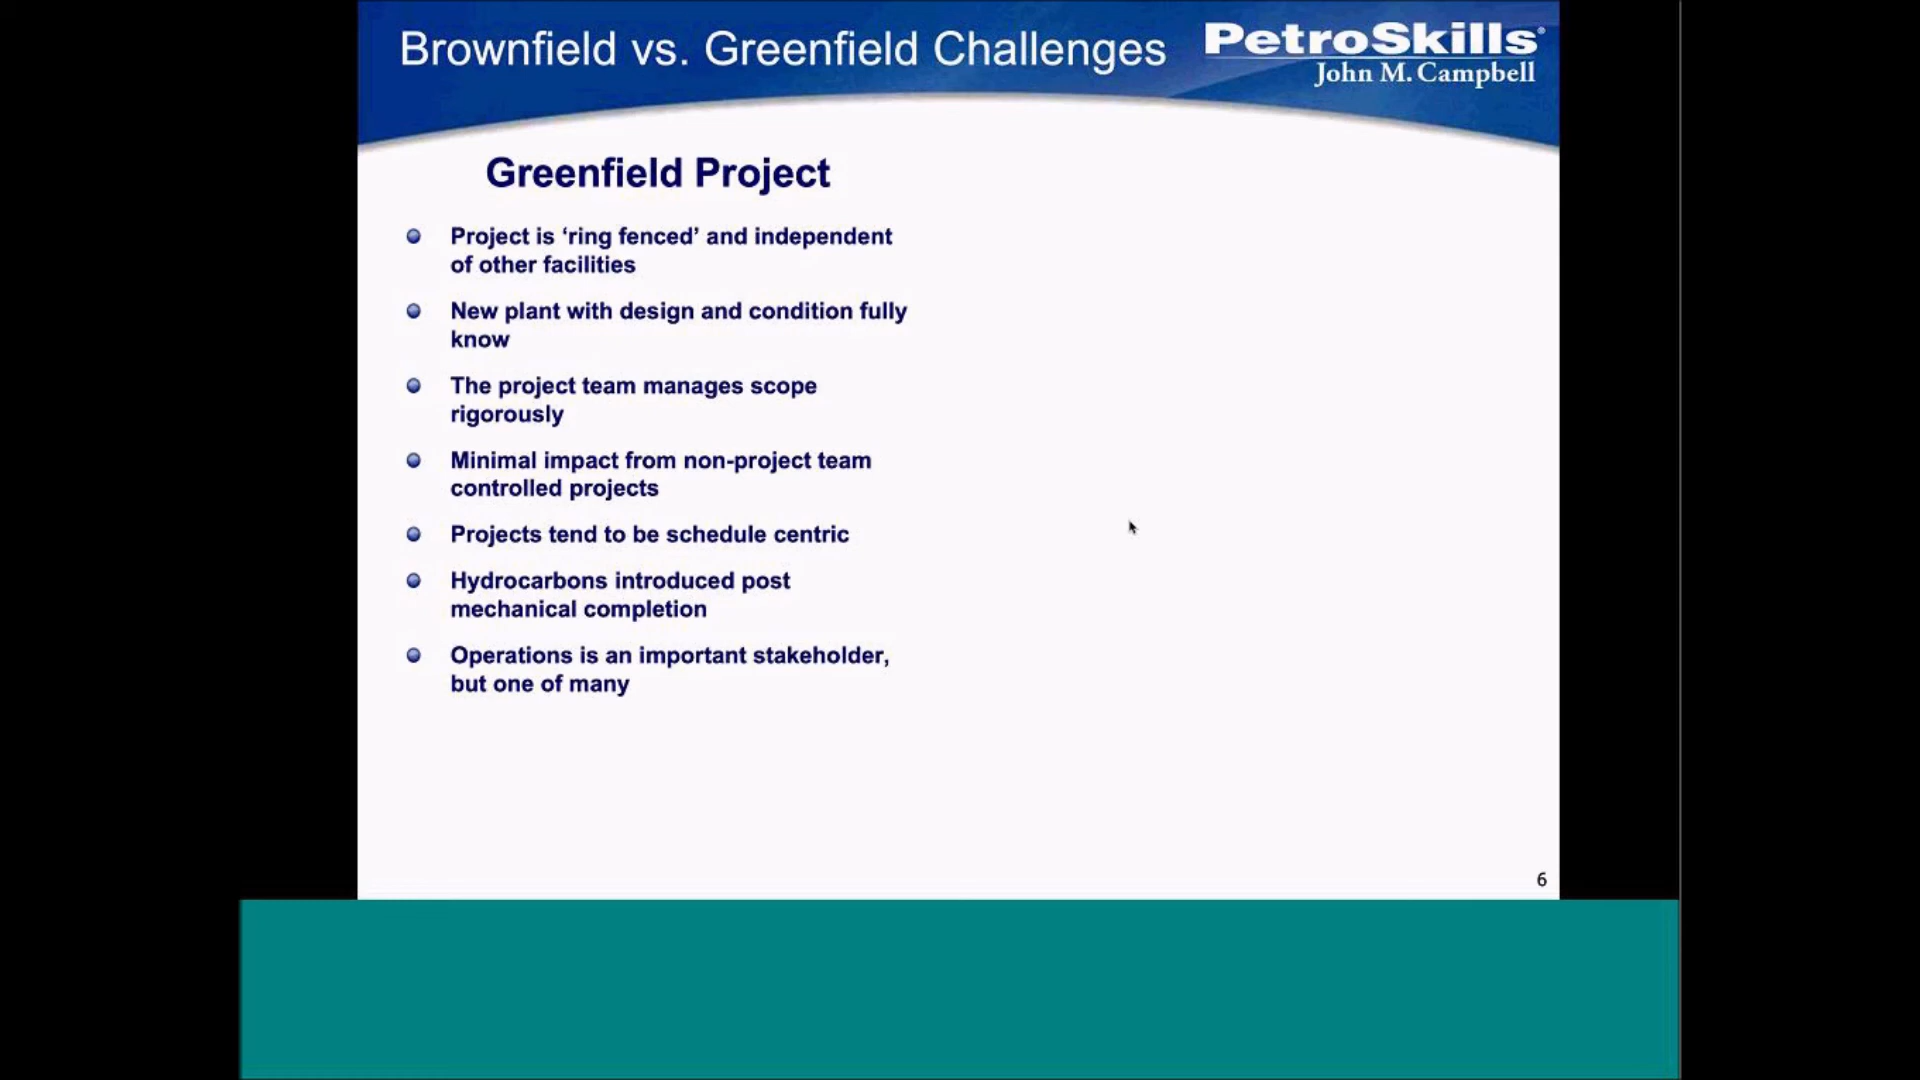 Brownfield vs. Greenfield Challenges
PetroSkills®
John M. Campbell
Greenfield Project
Project is ‘ring fenced’ and independent
of other facilities
New plant with design and condition fully
know
The project team manages scope
rigorously
Minimal impact from non-project team
controlled projects
Projects tend to be schedule centric
Hydrocarbons introduced post
mechanical completion
Operations is an important stakeholder,
but one of many
6